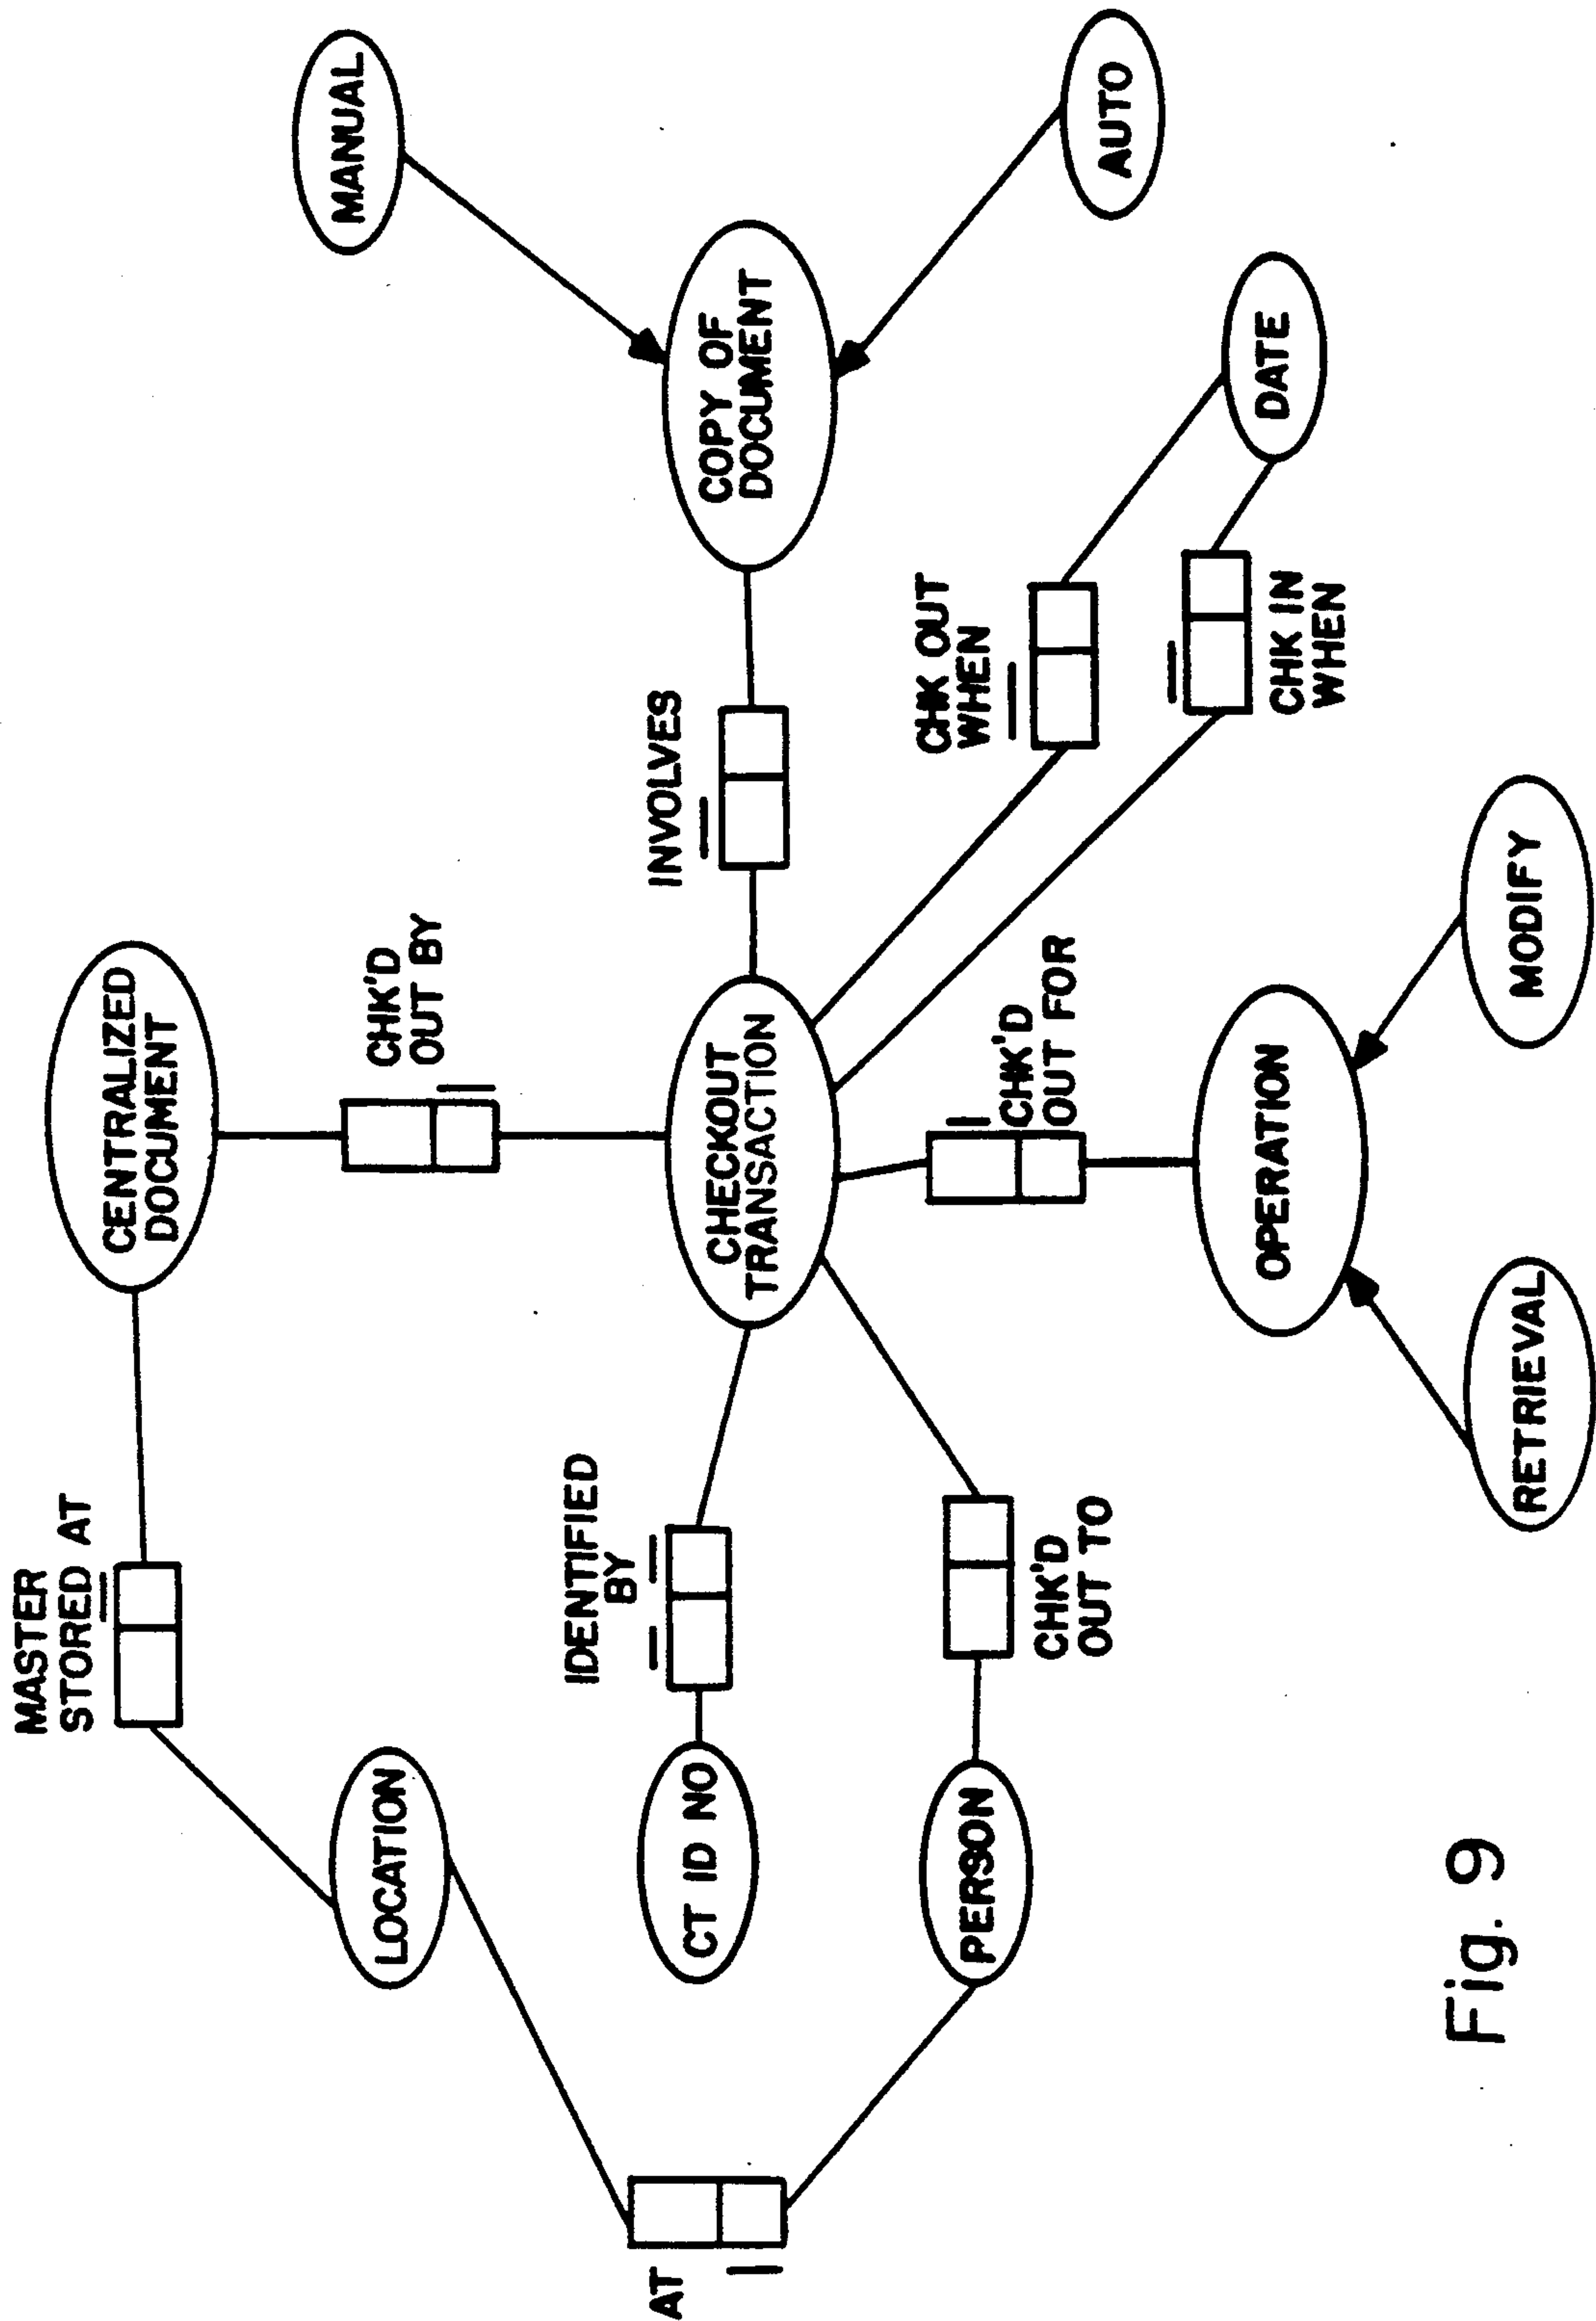 MASTER
STORED AT
CENTRALIZED
DOCUMENT
CHK'D
OUT BY
MANUAL
LOCATION
IDENTIFIED
BY
INVOLVES
AT
CT ID NO
CHECKOUT
TRANSACTION
COPY OF
DOCUMENT
CHK OUT
WHEN
PERSON
CHK'D
OUT TO
CHK'D
OUT FOR
AUTO
DATE
CHK IN
WHEN
OPERATION
RETRIEVAL
MODIFY
Fig. 9